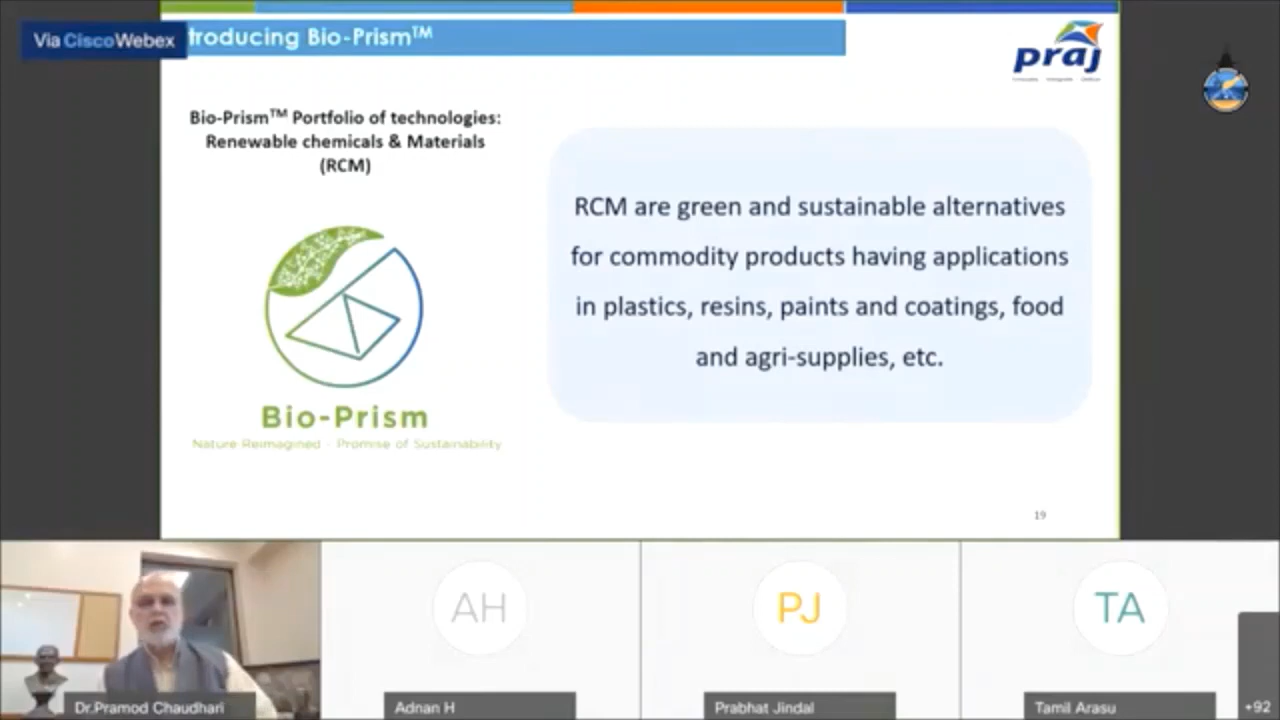 Via CiscoWebex
troducing Bio-Prism™
praj
Bio-Prism™ Portfolio of technologies:
Renewable chemicals & Materials
(RCM)
RCM are green and sustainable alternatives
for commodity products having applications
in plastics, resins, paints and coatings, food
and agri-supplies, etc.
Bio-Prism
Nature Reimagined - Promise of Sustainability
19
AH
PJ
TA
Dr.Pramod Chaudhari
Adnan H
Prabhat Jindal
Tamil Arasu
+92